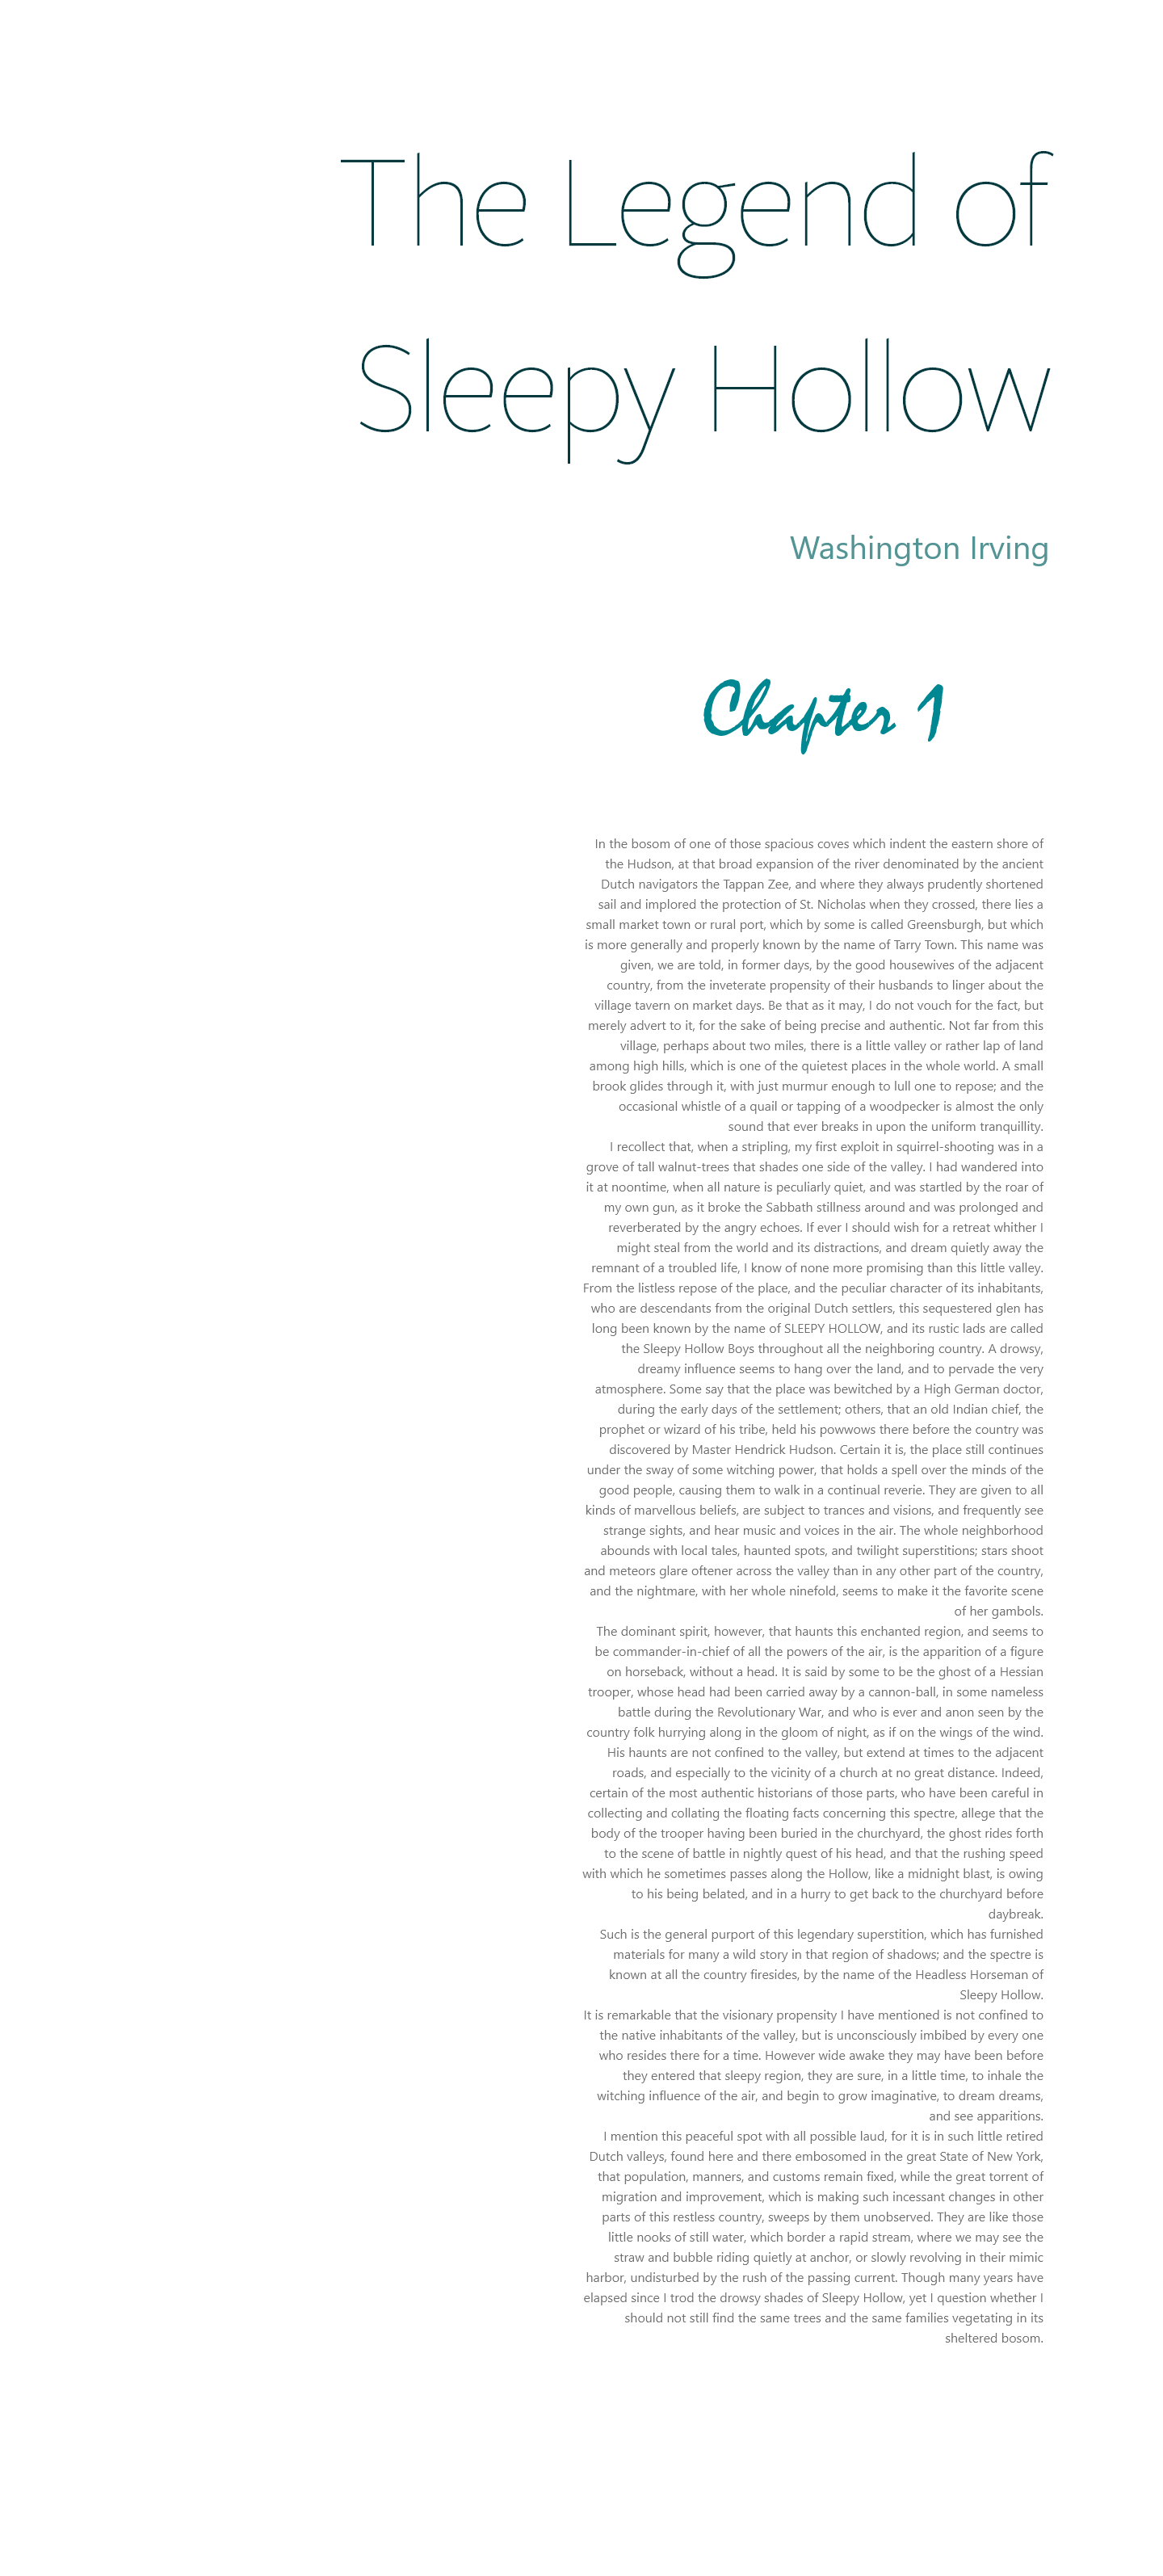 The Legend of
Sleepy Hollow
Washington Irving
Chapter 1
In the bosom of one of those spacious coves which indent the eastern shore of
the Hudson, at that broad expansion of the river denominated by the ancient
Dutch navigators the Tappan Zee, and where they always prudently shortened
sail and implored the protection of St. Nicholas when they crossed, there lies a
small market town or rural port, which by some is called Greensburgh, but which
is more generally and properly known by the name of Tarry Town. This name was
given, we are told, in former days, by the good housewives of the adjacent
country, from the inveterate propensity of their husbands to linger about the
village tavern on market days. Be that as it may, I do not vouch for the fact, but
merely advert to it, for the sake of being precise and authentic. Not far from this
village, perhaps about two miles, there is a little valley or rather lap of land
among high hills, which is one of the quietest places in the whole world. A small
brook glides through it, with just murmur enough to lull one to repose; and the
occasional whistle of a quail or tapping of a woodpecker is almost the only
sound that ever breaks in upon the uniform tranquillity.
I recollect that, when a stripling, my first exploit in squirrel-shooting was in a
grove of tall walnut-trees that shades one side of the valley. I had wandered into
it at noontime, when all nature is peculiarly quiet, and was startled by the roar of
my own gun, as it broke the Sabbath stillness around and was prolonged and
reverberated by the angry echoes. If ever I should wish for a retreat whither I
might steal from the world and its distractions, and dream quietly away the
remnant of a troubled life, I know of none more promising than this little valley.
From the listless repose of the place, and the peculiar character of its inhabitants,
who are descendants from the original Dutch settlers, this sequestered glen has
long been known by the name of SLEEPY HOLLOW, and its rustic lads are called
the Sleepy Hollow Boys throughout all the neighboring country. A drowsy,
dreamy influence seems to hang over the land, and to pervade the very
atmosphere. Some say that the place was bewitched by a High German doctor,
during the early days of the settlement; others, that an old Indian chief, the
prophet or wizard of his tribe, held his powwows there before the country was
discovered by Master Hendrick Hudson. Certain it is, the place still continues
under the sway of some witching power, that holds a spell over the minds of the
good people, causing them to walk in a continual reverie. They are given to all
kinds of marvellous beliefs, are subject to trances and visions, and frequently see
strange sights, and hear music and voices in the air. The whole neighborhood
abounds with local tales, haunted spots, and twilight superstitions; stars shoot
and meteors glare oftener across the valley than in any other part of the country,
and the nightmare, with her whole ninefold, seems to make it the favorite scene
of her gambols.
The dominant spirit, however, that haunts this enchanted region, and seems to
be commander-in-chief of all the powers of the air, is the apparition of a figure
on horseback, without a head. It is said by some to be the ghost of a Hessian
trooper, whose head had been carried away by a cannon-ball, in some nameless
battle during the Revolutionary War, and who is ever and anon seen by the
country folk hurrying along in the gloom of night, as if on the wings of the wind.
His haunts are not confined to the valley, but extend at times to the adjacent
roads, and especially to the vicinity of a church at no great distance. Indeed,
certain of the most authentic historians of those parts, who have been careful in
collecting and collating the floating facts concerning this spectre, allege that the
body of the trooper having been buried in the churchyard, the ghost rides forth
to the scene of battle in nightly quest of his head, and that the rushing speed
with which he sometimes passes along the Hollow, like a midnight blast, is owing
to his being belated, and in a hurry to get back to the churchyard before
daybreak.
Such is the general purport of this legendary superstition, which has furnished
materials for many a wild story in that region of shadows; and the spectre is
known at all the country firesides, by the name of the Headless Horseman of
Sleepy Hollow.
It is remarkable that the visionary propensity I have mentioned is not confined to
the native inhabitants of the valley, but is unconsciously imbibed by every one
who resides there for a time. However wide awake they may have been before
they entered that sleepy region, they are sure, in a little time, to inhale the
witching influence of the air, and begin to grow imaginative, to dream dreams,
and see apparitions.
I mention this peaceful spot with all possible laud, for it is in such little retired
Dutch valleys, found here and there embosomed in the great State of New York,
that population, manners, and customs remain fixed, while the great torrent of
migration and improvement, which is making such incessant changes in other
parts of this restless country, sweeps by them unobserved. They are like those
little nooks of still water, which border a rapid stream, where we may see the
straw and bubble riding quietly at anchor, or slowly revolving in their mimic
harbor, undisturbed by the rush of the passing current. Though many years have
elapsed since I trod the drowsy shades of Sleepy Hollow, yet I question whether I
should not still find the same trees and the same families vegetating in its
sheltered bosom.